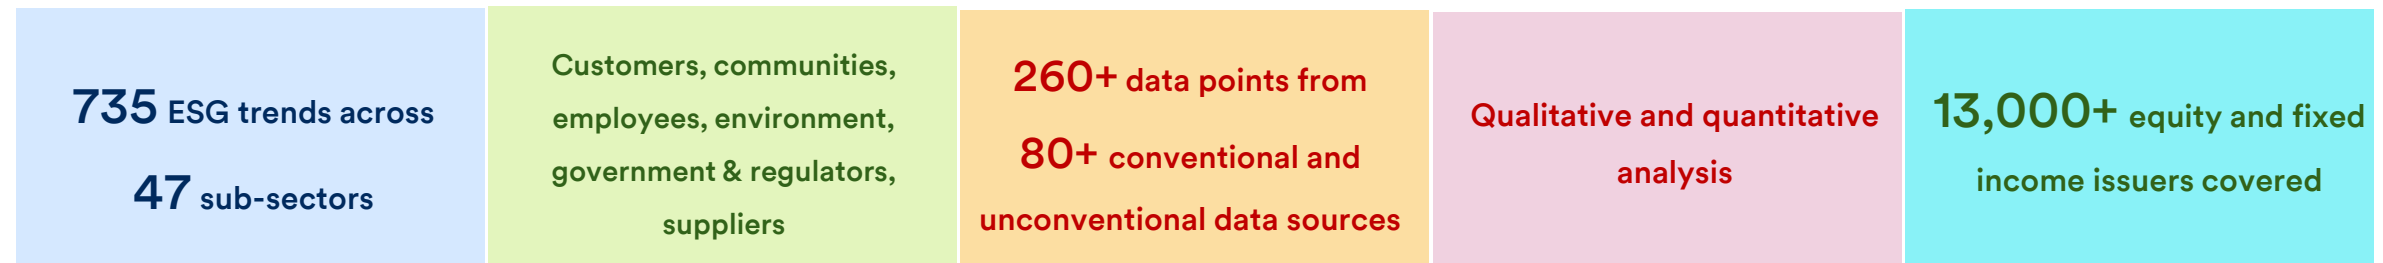 735 ESG trends across
47 sub-sectors
Customers, communities,
employees, environment,
government & regulators,
suppliers
260+ data points from
80+ conventional and
unconventional data sources
Qualitative and quantitative
analysis
13,000+ equity and fixed
income issuers covered